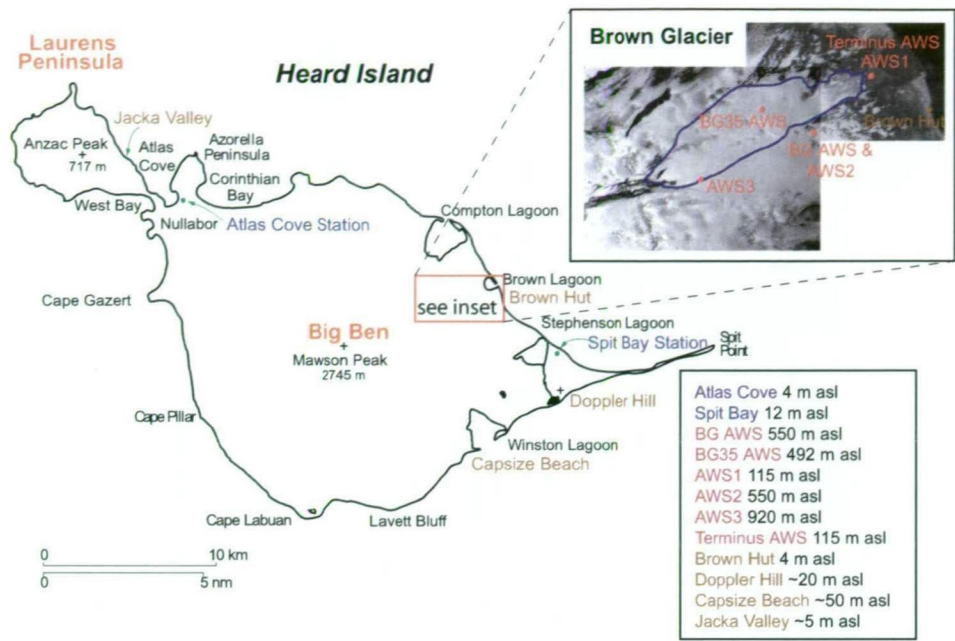 Laurens
Peninsula
Heard Island
Jacka Valley
Anzac Peak
717 m
Atlas
Cove
Azorella
Peninsula
Corinthian
Bay
West Bay
Nullabor
Atlas Cove Station
Compton Lagoon
Brown Lagoon
Brown Hut
see inset
Cape Gazert
Big Ben
Mawson Peak
2745 m
Stephenson Lagoon
Spit Bay Station
Spit
Point
Doppler Hill
Cape Pillar
Winston Lagoon
Capsize Beach
Cape Labuan
Lavett Bluff
0 10 km
0 5 nm
Brown Glacier
Terminus AWS
AWS1
BG35 AWS
Brown Hut
BG AWS &
AWS2
AWS3
Atlas Cove 4 m asl
Spit Bay 12 m asl
BG AWS 550 m asl
BG35 AWS 492 m asl
AWS1 115 m asl
AWS2 550 m asl
AWS3 920 m asl
Terminus AWS 115 m asl
Brown Hut 4 m asl
Doppler Hill ~20 m asl
Capsize Beach ~50 m asl
Jacka Valley ~5 m asl